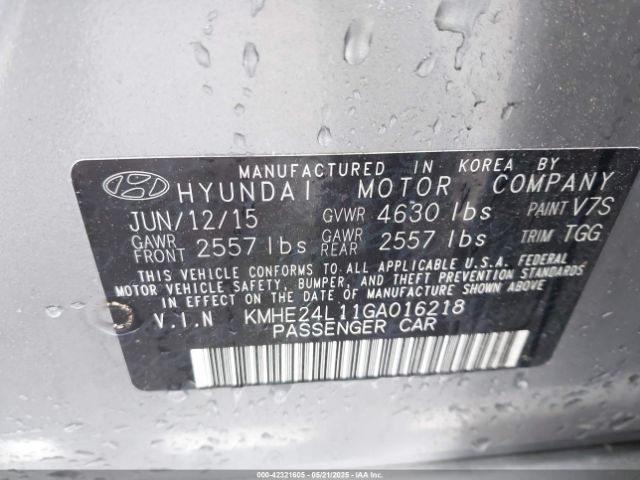 MANUFACTURED IN KOREA BY
HYUNDAI MOTOR COMPANY
JUN/12/15 GVWR 4630 lbs PAINT V7S
GAWR FRONT 2557 lbs GAWR REAR 2557 lbs TRIM TGG
THIS VEHICLE CONFORMS TO ALL APPLICABLE U.S.A. FEDERAL
MOTOR VEHICLE SAFETY, BUMPER, AND THEFT PREVENTION STANDARDS
IN EFFECT ON THE DATE OF MANUFACTURE SHOWN ABOVE
V.I.N KMHE24L11GA016218
PASSENGER CAR
000-42321605 - 05/21/2025 - IAAI.COM - COPART